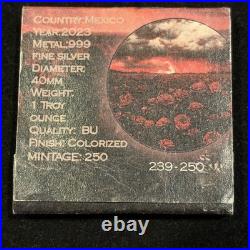 Country:Mexico
Year:2023
Metal:999
fine silver
Diameter:
40mm
Weight:
1 Troy
ounce
Quality: BU
Finish: Colorized
Mintage: 250
239-250